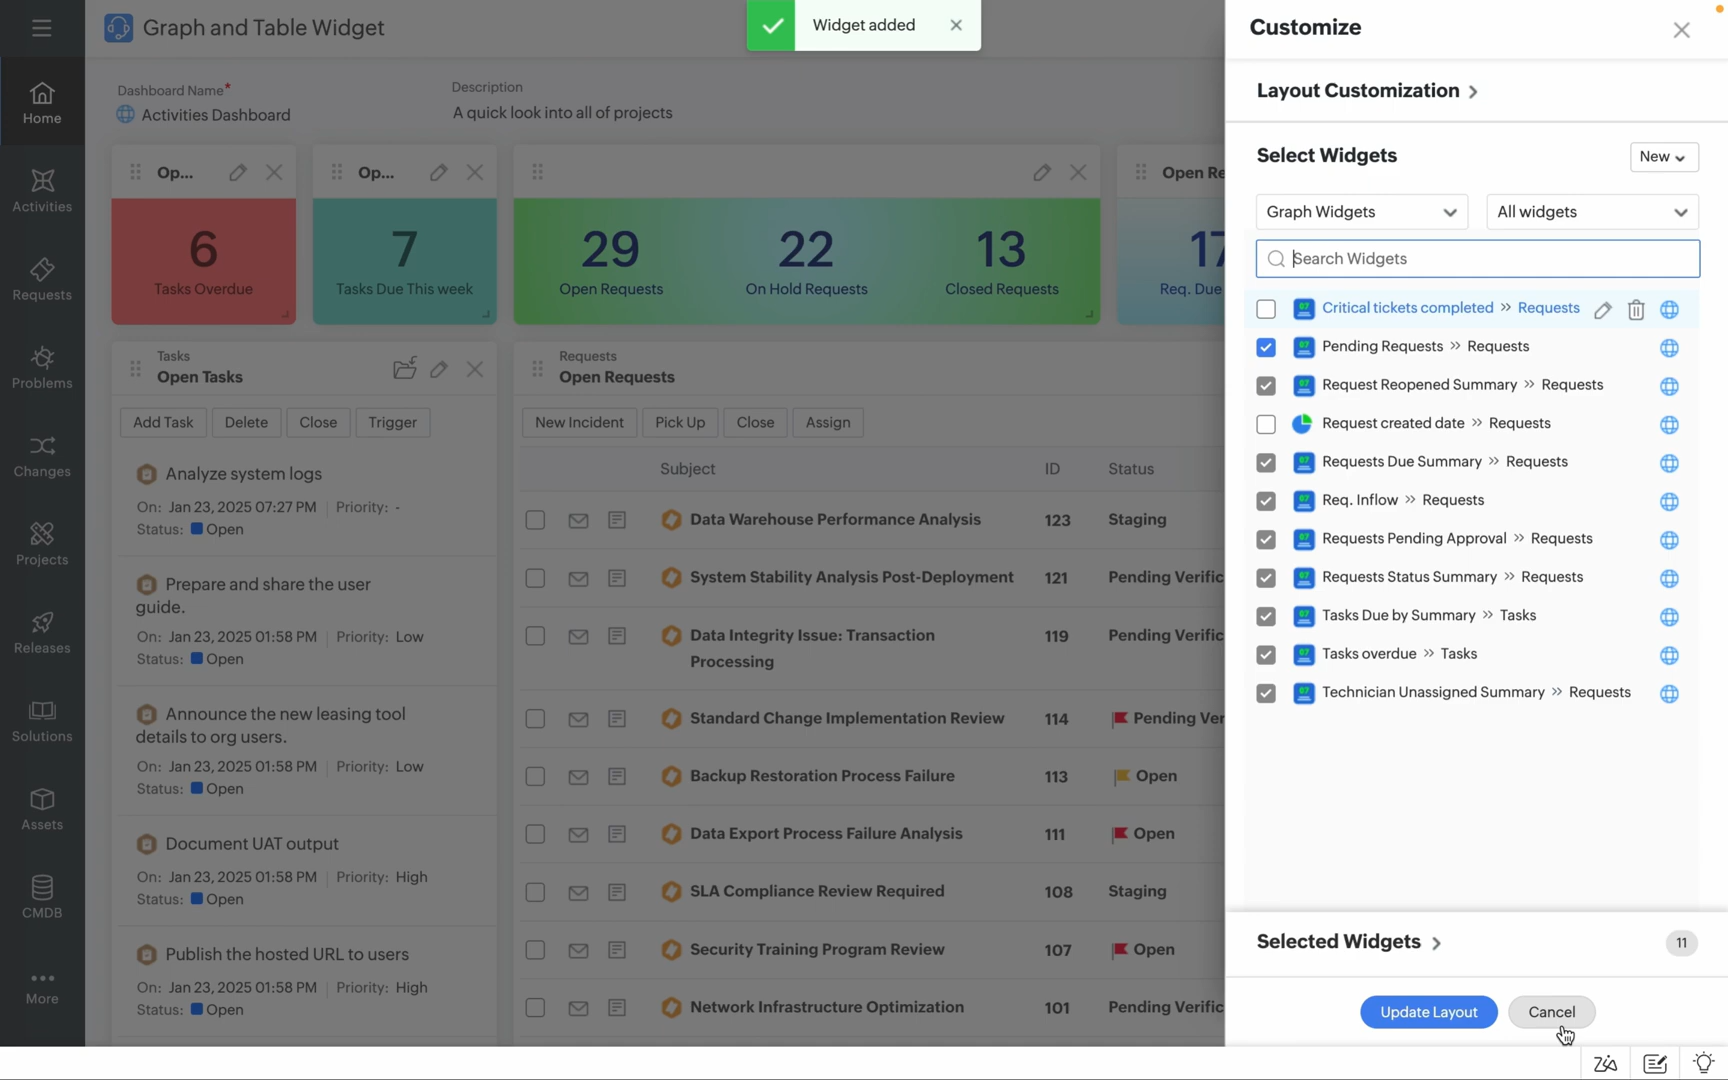 Graph and Table Widget
Widget added
Dashboard Name*
Activities Dashboard
Description
A quick look into all of projects
Home
Activities
Requests
Problems
Changes
Projects
Releases
Solutions
Assets
CMDB
More
Op...
6
Tasks Overdue
Op...
7
Tasks Due This week
29
Open Requests
22
On Hold Requests
13
Closed Requests
Open Re
17
Req. Due
Tasks
Open Tasks
Add Task Delete Close Trigger
Analyze system logs
On: Jan 23, 2025 07:27 PM | Priority: -
Status: Open
Prepare and share the user
guide.
On: Jan 23, 2025 01:58 PM | Priority: Low
Status: Open
Announce the new leasing tool
details to org users.
On: Jan 23, 2025 01:58 PM | Priority: Low
Status: Open
Document UAT output
On: Jan 23, 2025 01:58 PM | Priority: High
Status: Open
Publish the hosted URL to users
On: Jan 23, 2025 01:58 PM | Priority: High
Status: Open
Requests
Open Requests
New Incident Pick Up Close Assign
Subject ID Status
Data Warehouse Performance Analysis 123 Staging
System Stability Analysis Post-Deployment 121 Pending Verific
Data Integrity Issue: Transaction 119 Pending Verific
Processing
Standard Change Implementation Review 114 Pending Ver
Backup Restoration Process Failure 113 Open
Data Export Process Failure Analysis 111 Open
SLA Compliance Review Required 108 Staging
Security Training Program Review 107 Open
Network Infrastructure Optimization 101 Pending Verific
Customize
Layout Customization >
Select Widgets
New
Graph Widgets All widgets
Search Widgets
Critical tickets completed >> Requests
Pending Requests >> Requests
Request Reopened Summary >> Requests
Request created date >> Requests
Requests Due Summary >> Requests
Req. Inflow >> Requests
Requests Pending Approval >> Requests
Requests Status Summary >> Requests
Tasks Due by Summary >> Tasks
Tasks overdue >> Tasks
Technician Unassigned Summary >> Requests
Selected Widgets > 11
Update Layout Cancel